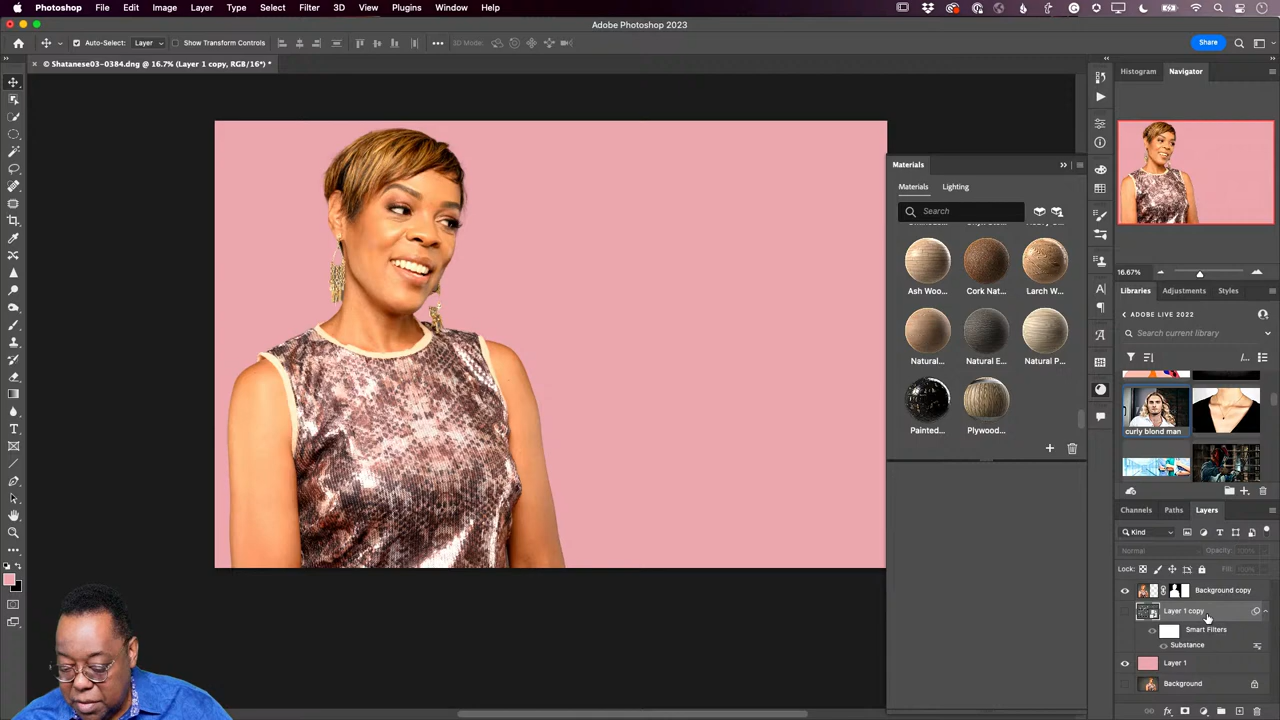 Photoshop File Edit Image Layer Type Select Filter 3D View Plugins Window Help
Adobe Photoshop 2023
Auto-Select: Layer Show Transform Controls 3D Mode: Share
© Shatanese03-0384.dng @ 16.7% (Layer 1 copy, RGB/16*) *
Histogram Navigator
16.67%
Materials
Materials Lighting
Search
Ash Woo... Cork Nat... Larch W...
Natural... Natural E... Natural P...
Painted... Plywood...
Libraries Adjustments Styles
ADOBE LIVE 2022
Search current library
curly blond man
Channels Paths Layers
Kind
Normal Opacity: 100%
Lock: Fill: 100%
Background copy
Layer 1 copy
Smart Filters
Substance
Layer 1
Background